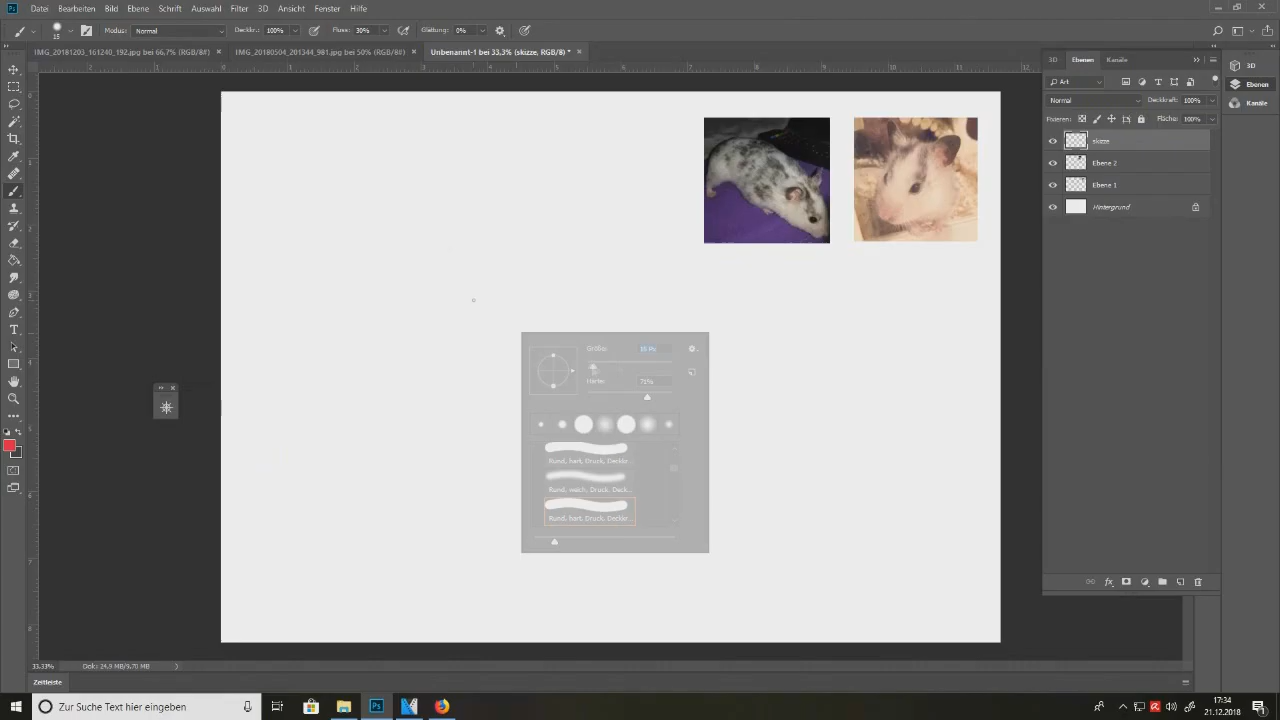 Datei Bearbeiten Bild Ebene Schrift Auswahl Filter 3D Ansicht Fenster Hilfe
15 Modus: Normal Deckkr.: 100% Fluss: 30% Glättung: 0%
IMG_20181203_161240_192.jpg bei 66,7% (RGB/8#) IMG_20180504_201344_981.jpg bei 50% (RGB/8#) Unbenannt-1 bei 33,3% (skizze, RGB/8) *
3D Ebenen Kanäle
3D
Art
Ebenen
Normal Deckkraft: 100%
Kanäle
Fixieren: Fläche: 100%
skizze
Ebene 2
Ebene 1
Hintergrund
Größe: 15 Px
Härte: 71%
Rund, hart, Druck, Deckkr...
Rund, weich, Druck, Deck...
Rund, hart, Druck, Deckkr...
33,33% Dok: 24,9 MB/9,70 MB
Zeitleiste
Zur Suche Text hier eingeben
17:34
21.12.2018